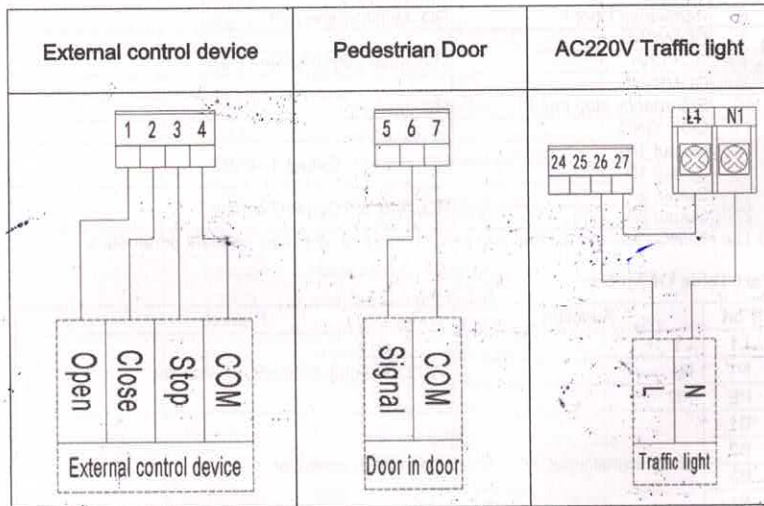 External control device
Pedestrian Door
AC220V Traffic light
1 2 3 4
Open
Close
Stop
COM
External control device
5 6 7
Signal
COM
Door in door
L1 N1
24 25 26 27
L
N
Traffic light